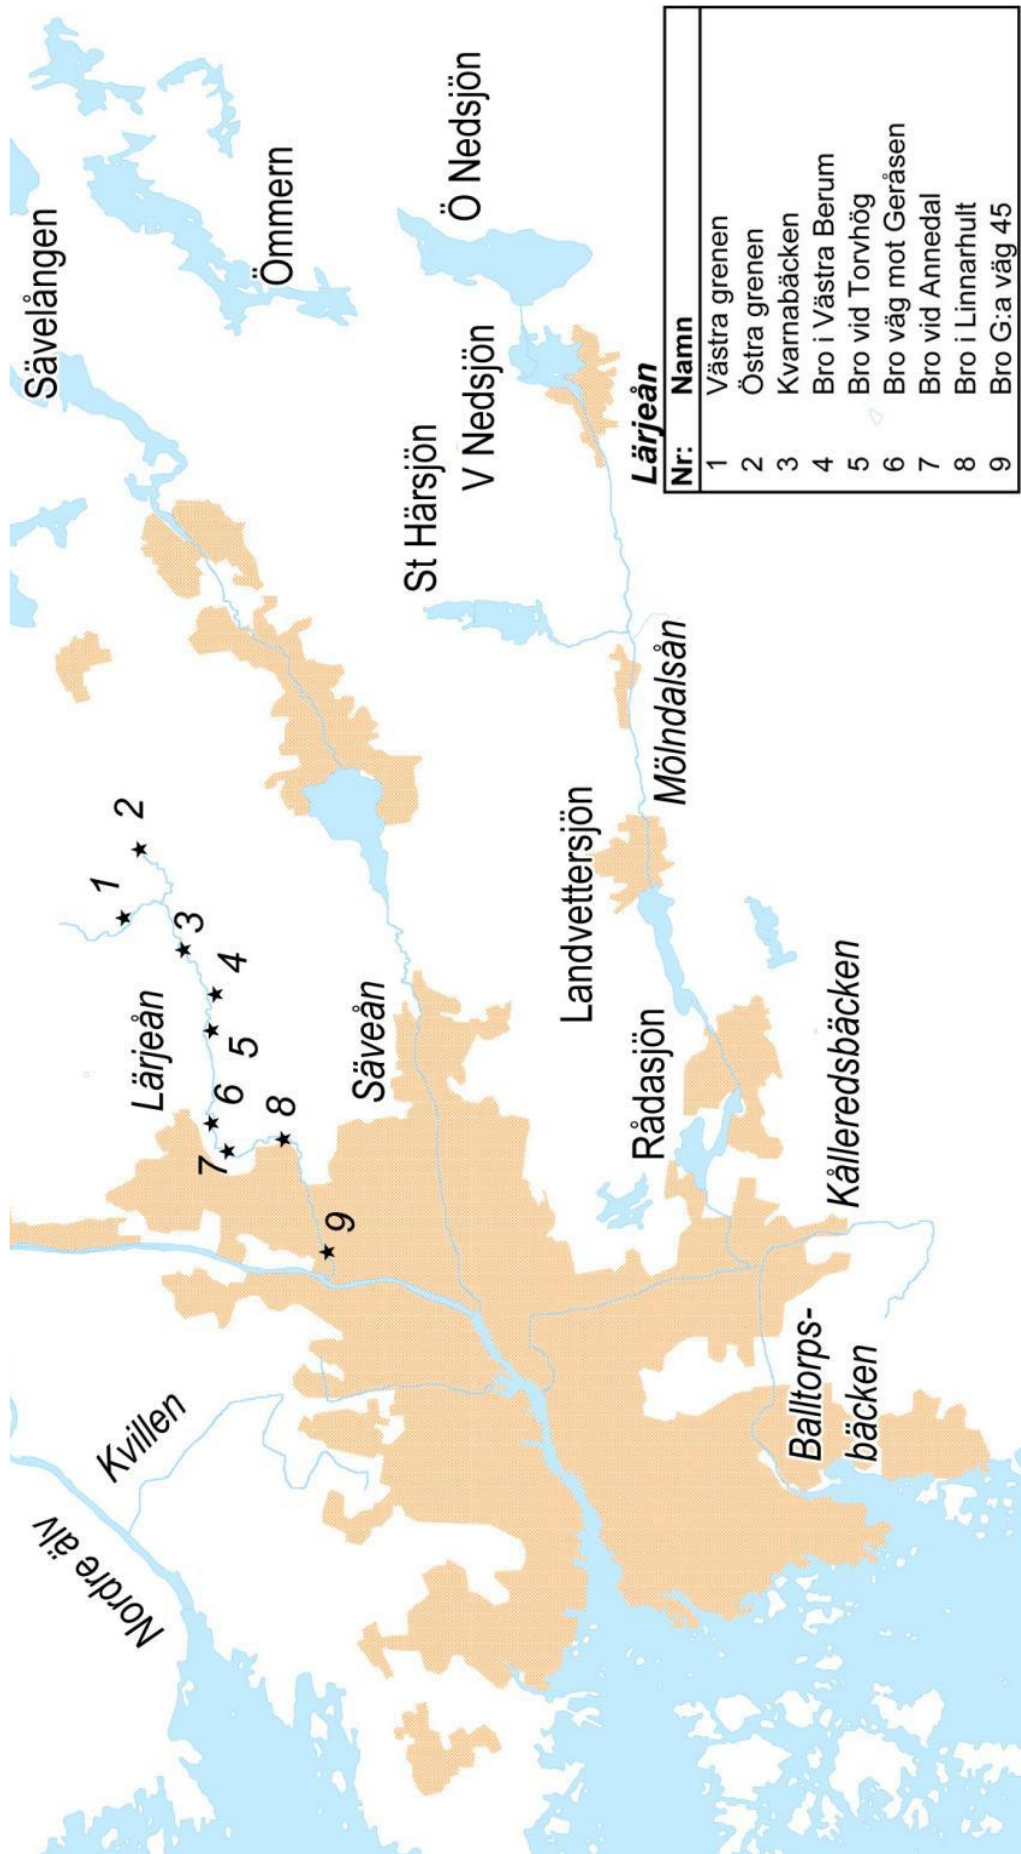 Sävelången
Ömmern
Ö Nedsjön
V Nedsjön
St Härsjön
1
2
3
4
5
6
7
8
9
Lärjeån
Säveån
Landvettersjön
Mölndalsån
Rådasjön
Kålleredsbäcken
Balltorps-
bäcken
Kvillen
Nordre älv
Lärjeån
Nr: Namn
1 Västra grenen
2 Östra grenen
3 Kvarnabäcken
4 Bro i Västra Berum
5 Bro vid Torvhög
6 Bro väg mot Geråsen
7 Bro vid Annedal
8 Bro i Linnarhult
9 Bro G:a väg 45